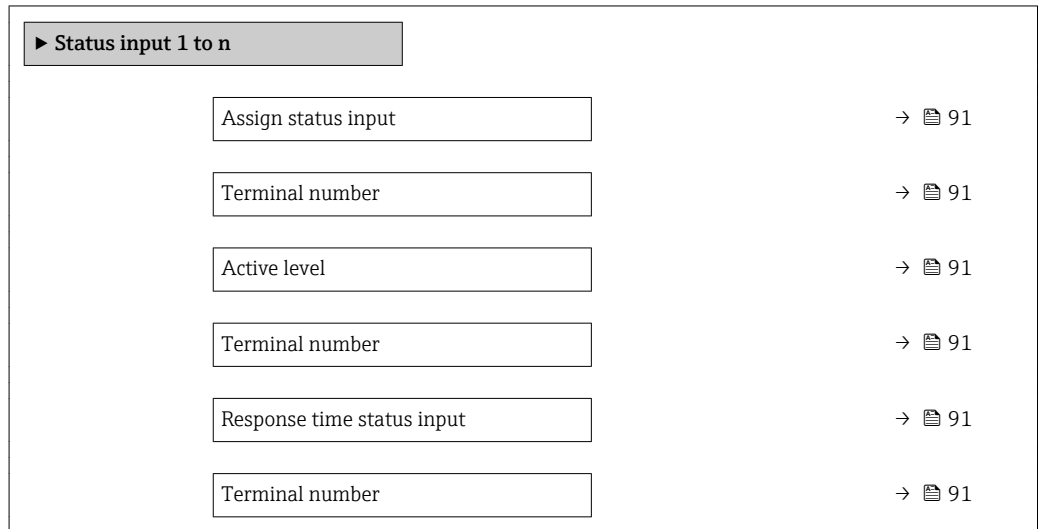 ▶ Status input 1 to n
Assign status input → 91
Terminal number → 91
Active level → 91
Terminal number → 91
Response time status input → 91
Terminal number → 91